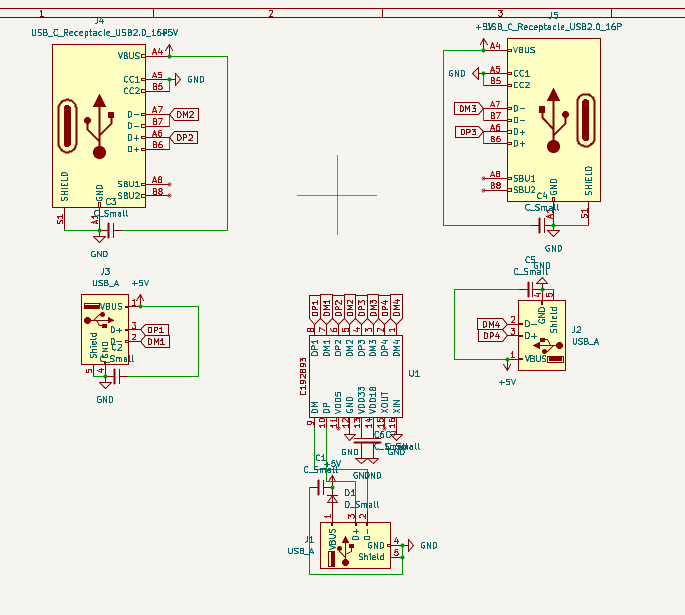 1
2
3
J4
USB_C_Receptacle_USB2.0_16P
+5V
VBUS A4
CC1 A5
GND
CC2 B5
D- A7
DM2
D- B7
D+ A6
DP2
D+ B6
SBU1 A8
SBU2 B8
SHIELD
GND
S1
A1
C3
C_Small
GND
J5
+5V
USB_C_Receptacle_USB2.0_16P
A4 VBUS
GND
A5 CC1
B5 CC2
DM3
A7 D-
B7 D-
DP3
A6 D+
B6 D+
A8 SBU1
B8 SBU2
GND
SHIELD
C4
C_Small
A1
S1
GND
J3
USB_A
+5V
VBUS 1
D+ 3
DP1
D- 2
DM1
Shield
GND
C2
C_Small
5
4
GND
C5
GND
C_Small
4
5
GND
Shield
DM4
2 D-
DP4
3 D+
1 VBUS
J2
USB_A
+5V
DP1
DM1
DP2
DM2
DP3
DM3
DP4
DM4
8
7
6
5
4
3
2
1
DP1
DM1
DP2
DM2
DP3
DM3
DP4
DM4
C192893
U1
DM
DP
VDD5
GND
VDD33
VDD18
XOUT
XIN
9
10
11
12
13
14
15
16
C6
C7
C_Small
C_Small
GND
GND
GND
GND
C1
+5V
C_Small
D1
D_Small
1
3
2
J1
USB_A
VBUS
D+
D-
GND 4
GND
Shield 5